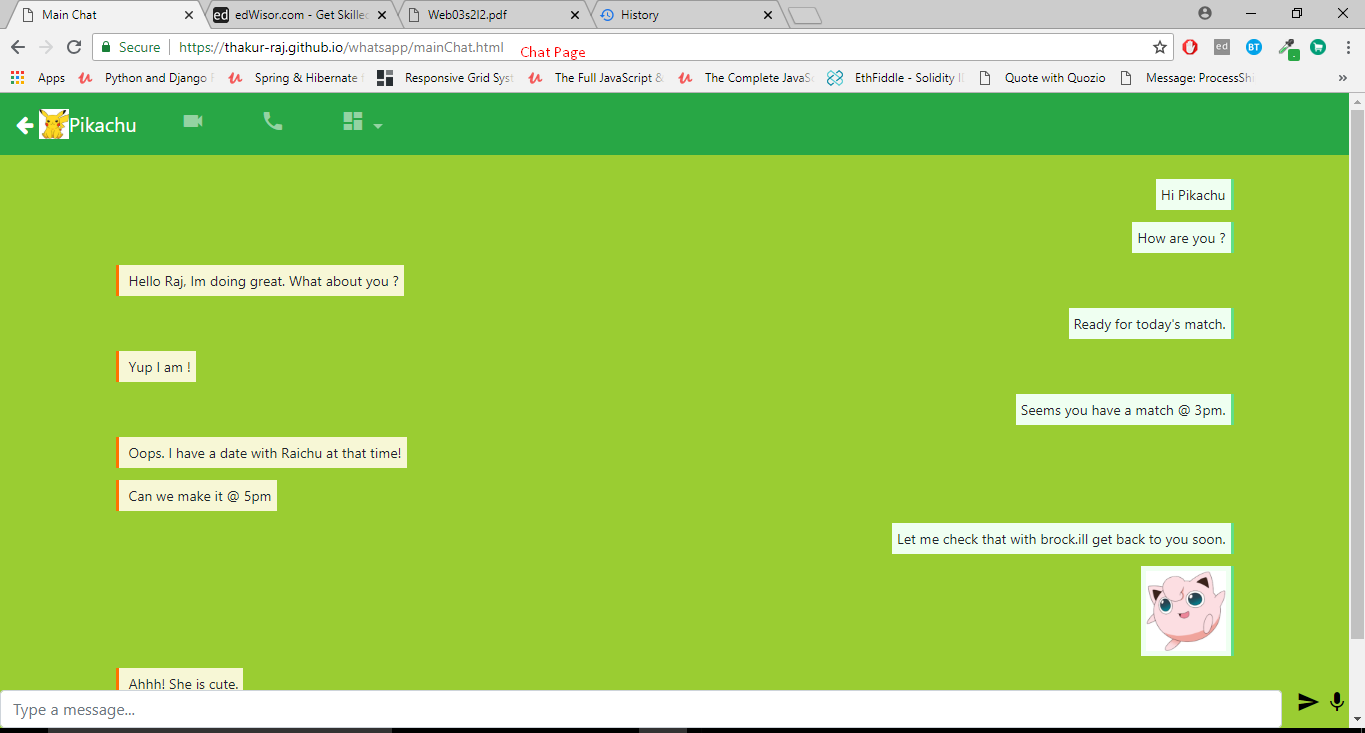 Main Chat
edWisor.com - Get Skilled
Web03s2l2.pdf
History
Secure
https://thakur-raj.github.io/whatsapp/mainChat.html
Chat Page
ed
BT
Apps
Python and Django
Spring & Hibernate
Responsive Grid Syst
The Full JavaScript &
The Complete JavaSc
EthFiddle - Solidity I
Quote with Quozio
Message: ProcessShi
Pikachu
Hi Pikachu
How are you ?
Hello Raj, Im doing great. What about you ?
Ready for today's match.
Yup I am !
Seems you have a match @ 3pm.
Oops. I have a date with Raichu at that time!
Can we make it @ 5pm
Let me check that with brock.ill get back to you soon.
Ahhh! She is cute.
Type a message...